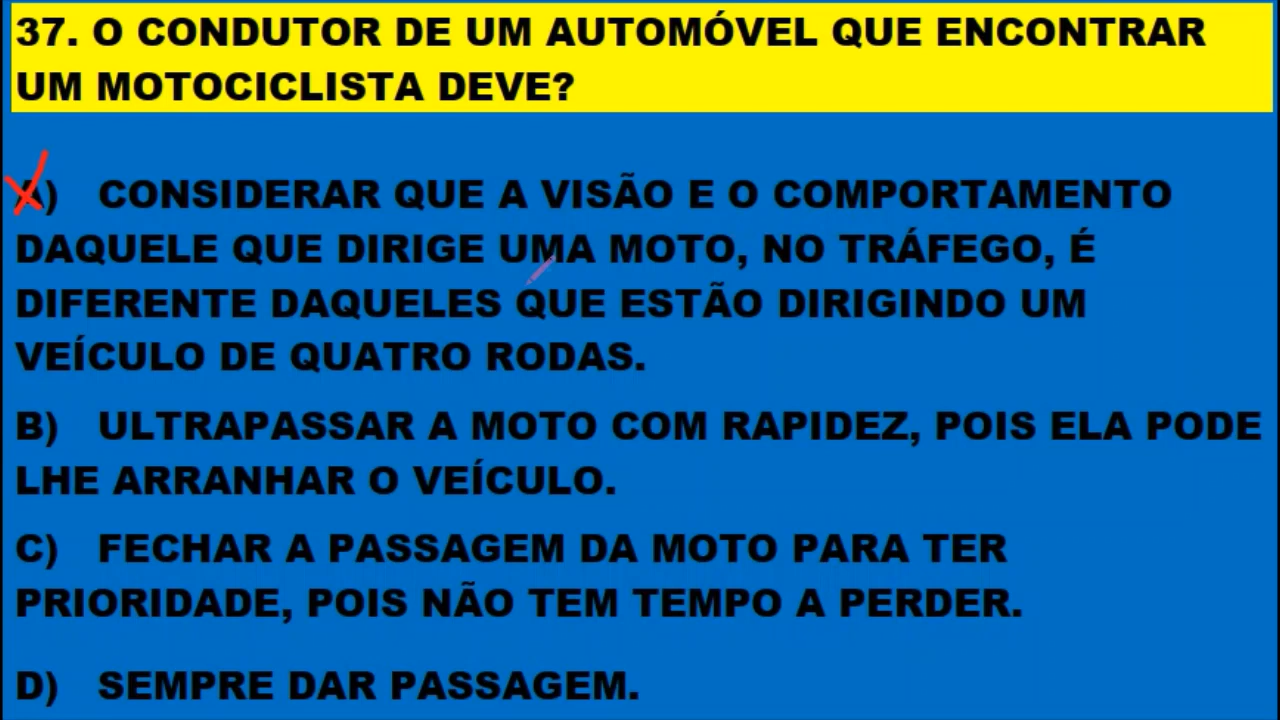 37. O CONDUTOR DE UM AUTOMÓVEL QUE ENCONTRAR
UM MOTOCICLISTA DEVE?
A) CONSIDERAR QUE A VISÃO E O COMPORTAMENTO
DAQUELE QUE DIRIGE UMA MOTO, NO TRÁFEGO, É
DIFERENTE DAQUELES QUE ESTÃO DIRIGINDO UM
VEÍCULO DE QUATRO RODAS.
B) ULTRAPASSAR A MOTO COM RAPIDEZ, POIS ELA PODE
LHE ARRANHAR O VEÍCULO.
C) FECHAR A PASSAGEM DA MOTO PARA TER
PRIORIDADE, POIS NÃO TEM TEMPO A PERDER.
D) SEMPRE DAR PASSAGEM.